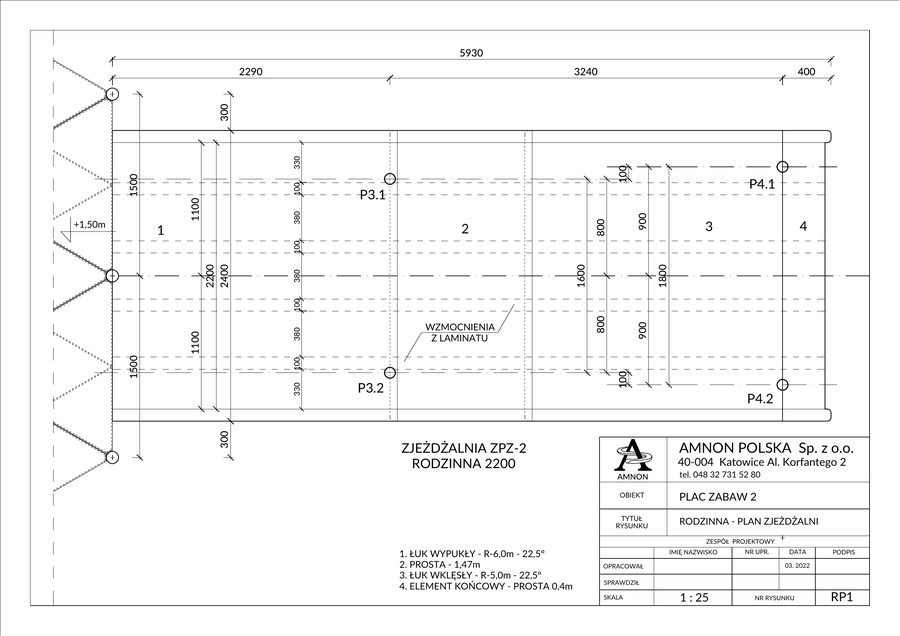 5930
2290
3240
400
300
1500
1100
2200
2400
330
100
380
100
380
100
380
100
330
1100
1500
300
+1,50m
1
2
3
4
P3.1
P3.2
P4.1
P4.2
100
800
900
1600
1800
800
900
100
WZMOCNIENIA
Z LAMINATU
ZJEŻDŻALNIA ZPZ-2
RODZINNA 2200
1. ŁUK WYPUKŁY - R-6,0m - 22,5°
2. PROSTA - 1,47m
3. ŁUK WKLĘSŁY - R-5,0m - 22,5°
4. ELEMENT KOŃCOWY - PROSTA 0,4m
AMNON
AMNON POLSKA Sp. z o.o.
40-004 Katowice Al. Korfantego 2
tel. 048 32 731 52 80
OBIEKT
PLAC ZABAW 2
TYTUŁ
RYSUNKU
RODZINNA - PLAN ZJEŻDŻALNI
ZESPÓŁ PROJEKTOWY
IMIĘ NAZWISKO
NR UPR.
DATA
PODPIS
OPRACOWAŁ
03. 2022
SPRAWDZIŁ
SKALA
1 : 25
NR RYSUNKU
RP1